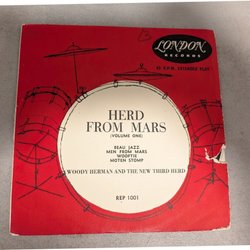 LONDON
RECORDS
45 R.P.M. EXTENDED PLAY
HERD
FROM MARS
(VOLUME ONE)
BEAU JAZZ
MEN FROM MARS
WOOFTIE
MOTEN STOMP
WOODY HERMAN AND THE NEW THIRD HERD
REP 1001